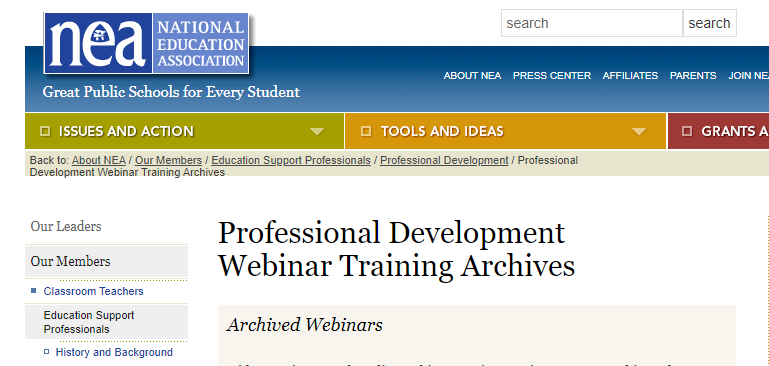 search search
nea NATIONAL
EDUCATION
ASSOCIATION
Great Public Schools for Every Student
ABOUT NEA PRESS CENTER AFFILIATES PARENTS JOIN NEA
ISSUES AND ACTION TOOLS AND IDEAS GRANTS A
Back to: About NEA / Our Members / Education Support Professionals / Professional Development / Professional
Development Webinar Training Archives
Our Leaders
Our Members
Classroom Teachers
Education Support
Professionals
History and Background
Professional Development
Webinar Training Archives
Archived Webinars